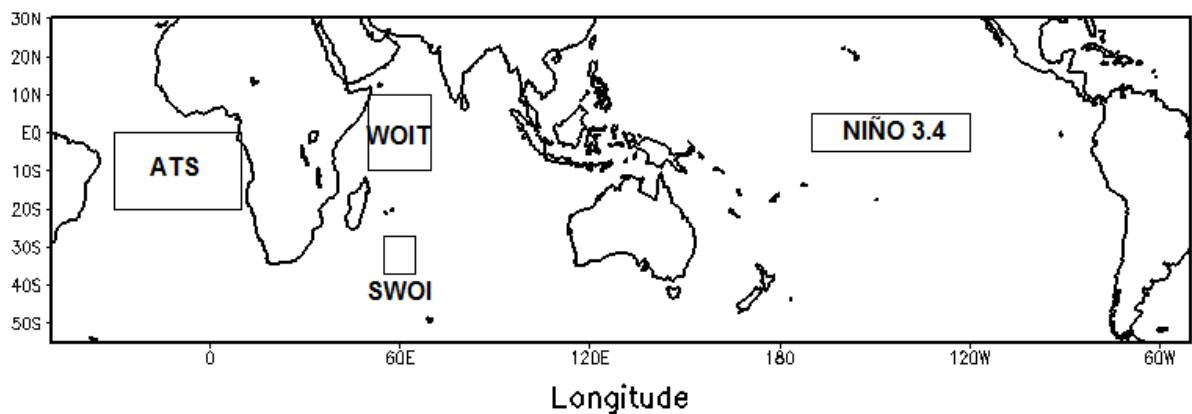 30N
20N
10N
EQ
10S
20S
30S
40S
50S
WOIT
NIÑO 3.4
ATS
SWOI
0
60E
120E
180
120W
60W
Longitude